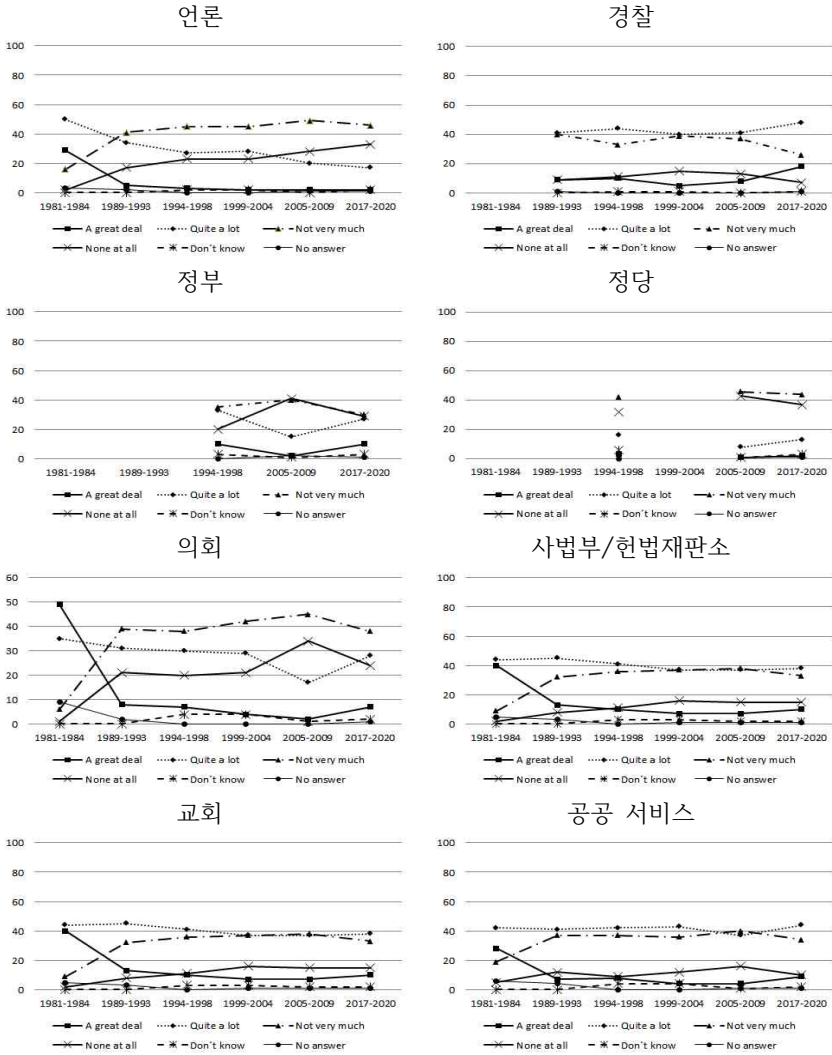 언론
100
80
60
40
20
0
1981-1984 1989-1993 1994-1998 1999-2004 2005-2009 2017-2020
A great deal Quite a lot Not very much
None at all Don´t know No answer
경찰
100
80
60
40
20
0
1981-1984 1989-1993 1994-1998 1999-2004 2005-2009 2017-2020
A great deal Quite a lot Not very much
None at all Don´t know No answer
정부
100
80
60
40
20
0
1981-1984 1989-1993 1994-1998 2005-2009 2017-2020
A great deal Quite a lot Not very much
None at all Don´t know No answer
정당
100
80
60
40
20
0
1981-1984 1989-1993 1994-1998 1999-2004 2005-2009 2017-2020
A great deal Quite a lot Not very much
None at all Don´t know No answer
의회
60
50
40
30
20
10
0
1981-1984 1989-1993 1994-1998 1999-2004 2005-2009 2017-2020
A great deal Quite a lot Not very much
None at all Don´t know No answer
사법부/헌법재판소
100
80
60
40
20
0
1981-1984 1989-1993 1994-1998 1999-2004 2005-2009 2017-2020
A great deal Quite a lot Not very much
None at all Don´t know No answer
교회
100
80
60
40
20
0
1981-1984 1989-1993 1994-1998 1999-2004 2005-2009 2017-2020
A great deal Quite a lot Not very much
None at all Don´t know No answer
공공 서비스
100
80
60
40
20
0
1981-1984 1989-1993 1994-1998 1999-2004 2005-2009 2017-2020
A great deal Quite a lot Not very much
None at all Don´t know No answer